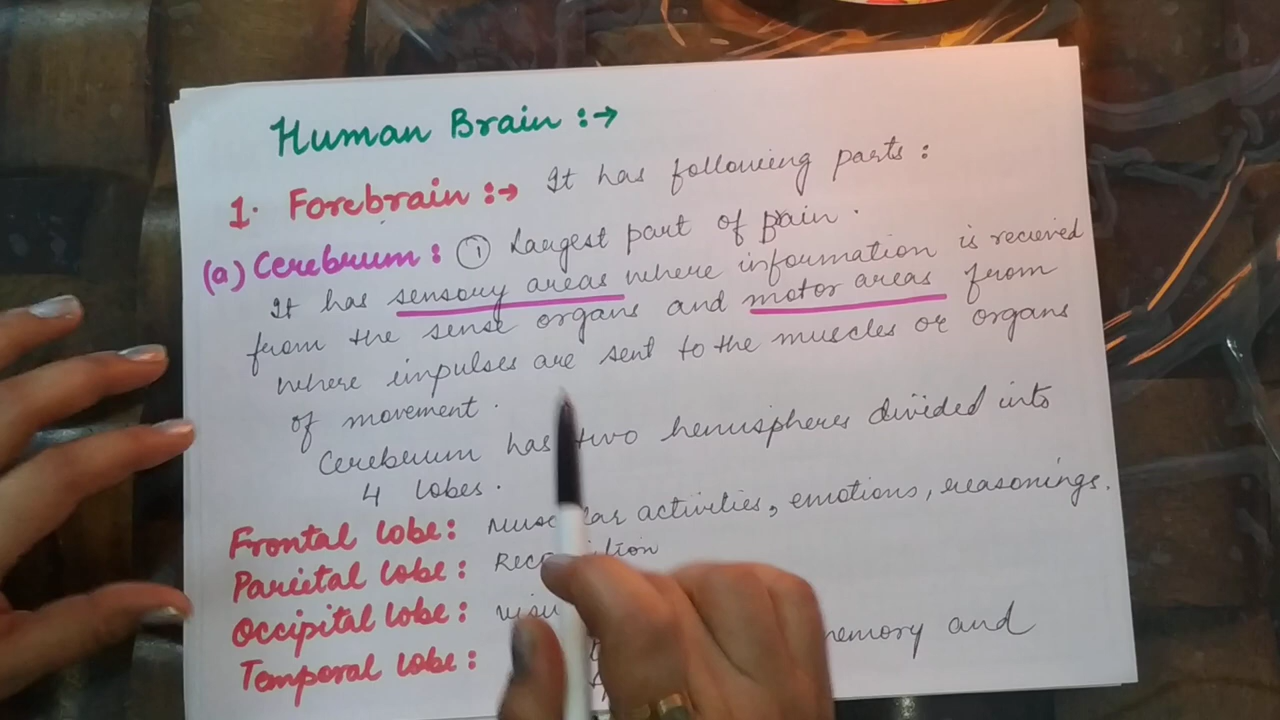 Human Brain :→
1. Forebrain :→ It has following parts :
(a) Cerebrum : ① Largest part of brain .
It has sensory areas where information is recieved
from the sense organs and motor areas from
where impulses are sent to the muscles or organs
of movement .
Cerebrum has two hemispheres divided into
4 lobes .
Frontal lobe : activities, emotions, reasonings.
Parietal lobe :
Occipital lobe :
Temporal lobe : memory and